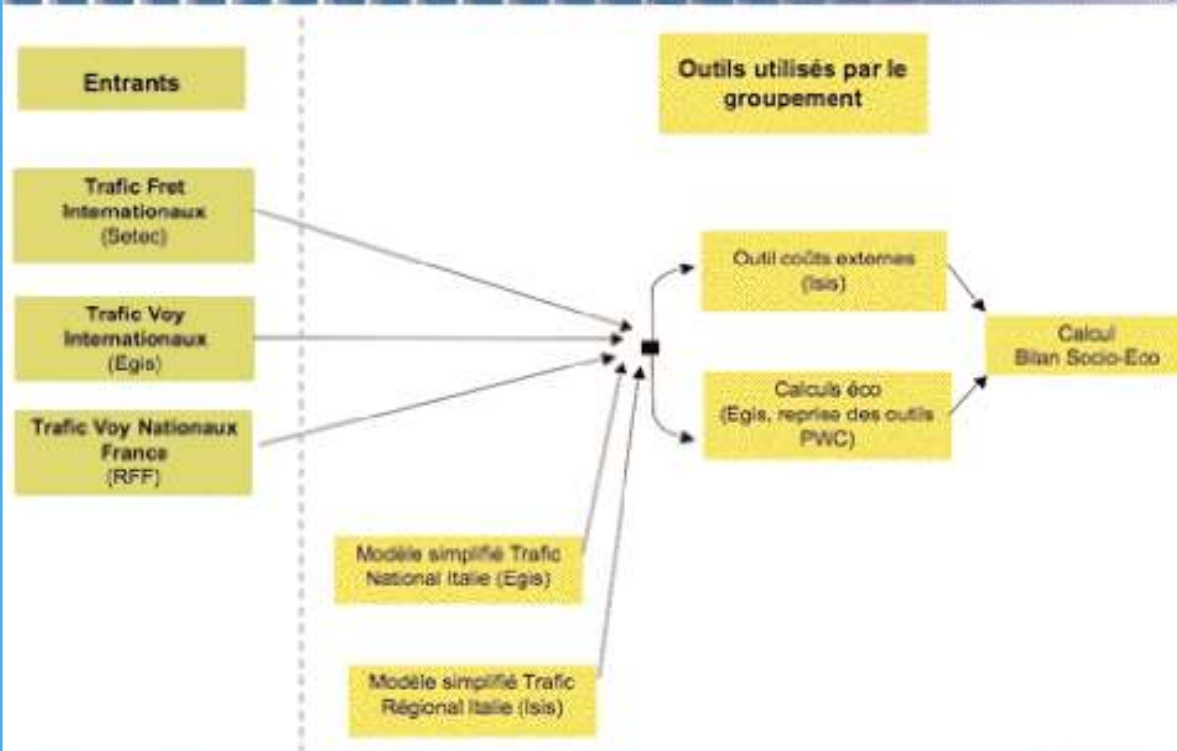 Entrants
Outils utilisés par le
groupement
Trafic Fret
Internationaux
(Setec)
Trafic Voy
Internationaux
(Egis)
Trafic Voy Nationaux
France
(RFF)
Outil coûts externes
(Isis)
Calculs éco
(Egis, reprise des outils
PWC)
Calcul
Bilan Socio-Eco
Modèle simplifié Trafic
National Italie (Egis)
Modèle simplifié Trafic
Régional Italie (Isis)